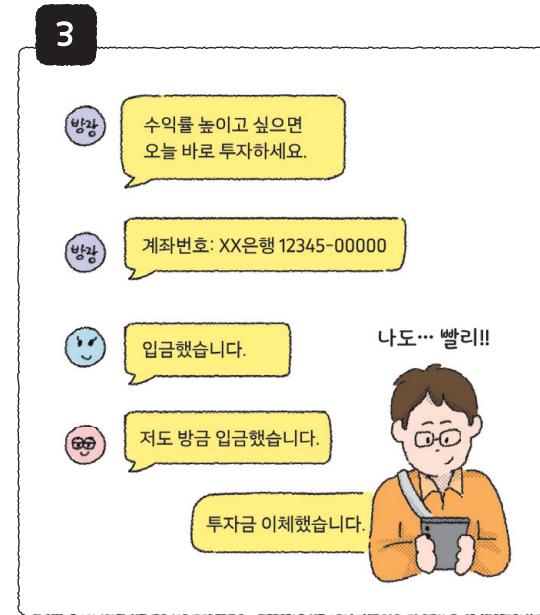 3
방장
수익률 높이고 싶으면
오늘 바로 투자하세요.
방장
계좌번호: XX은행 12345-00000
입금했습니다.
나도… 빨리!!
저도 방금 입금했습니다.
투자금 이체했습니다.